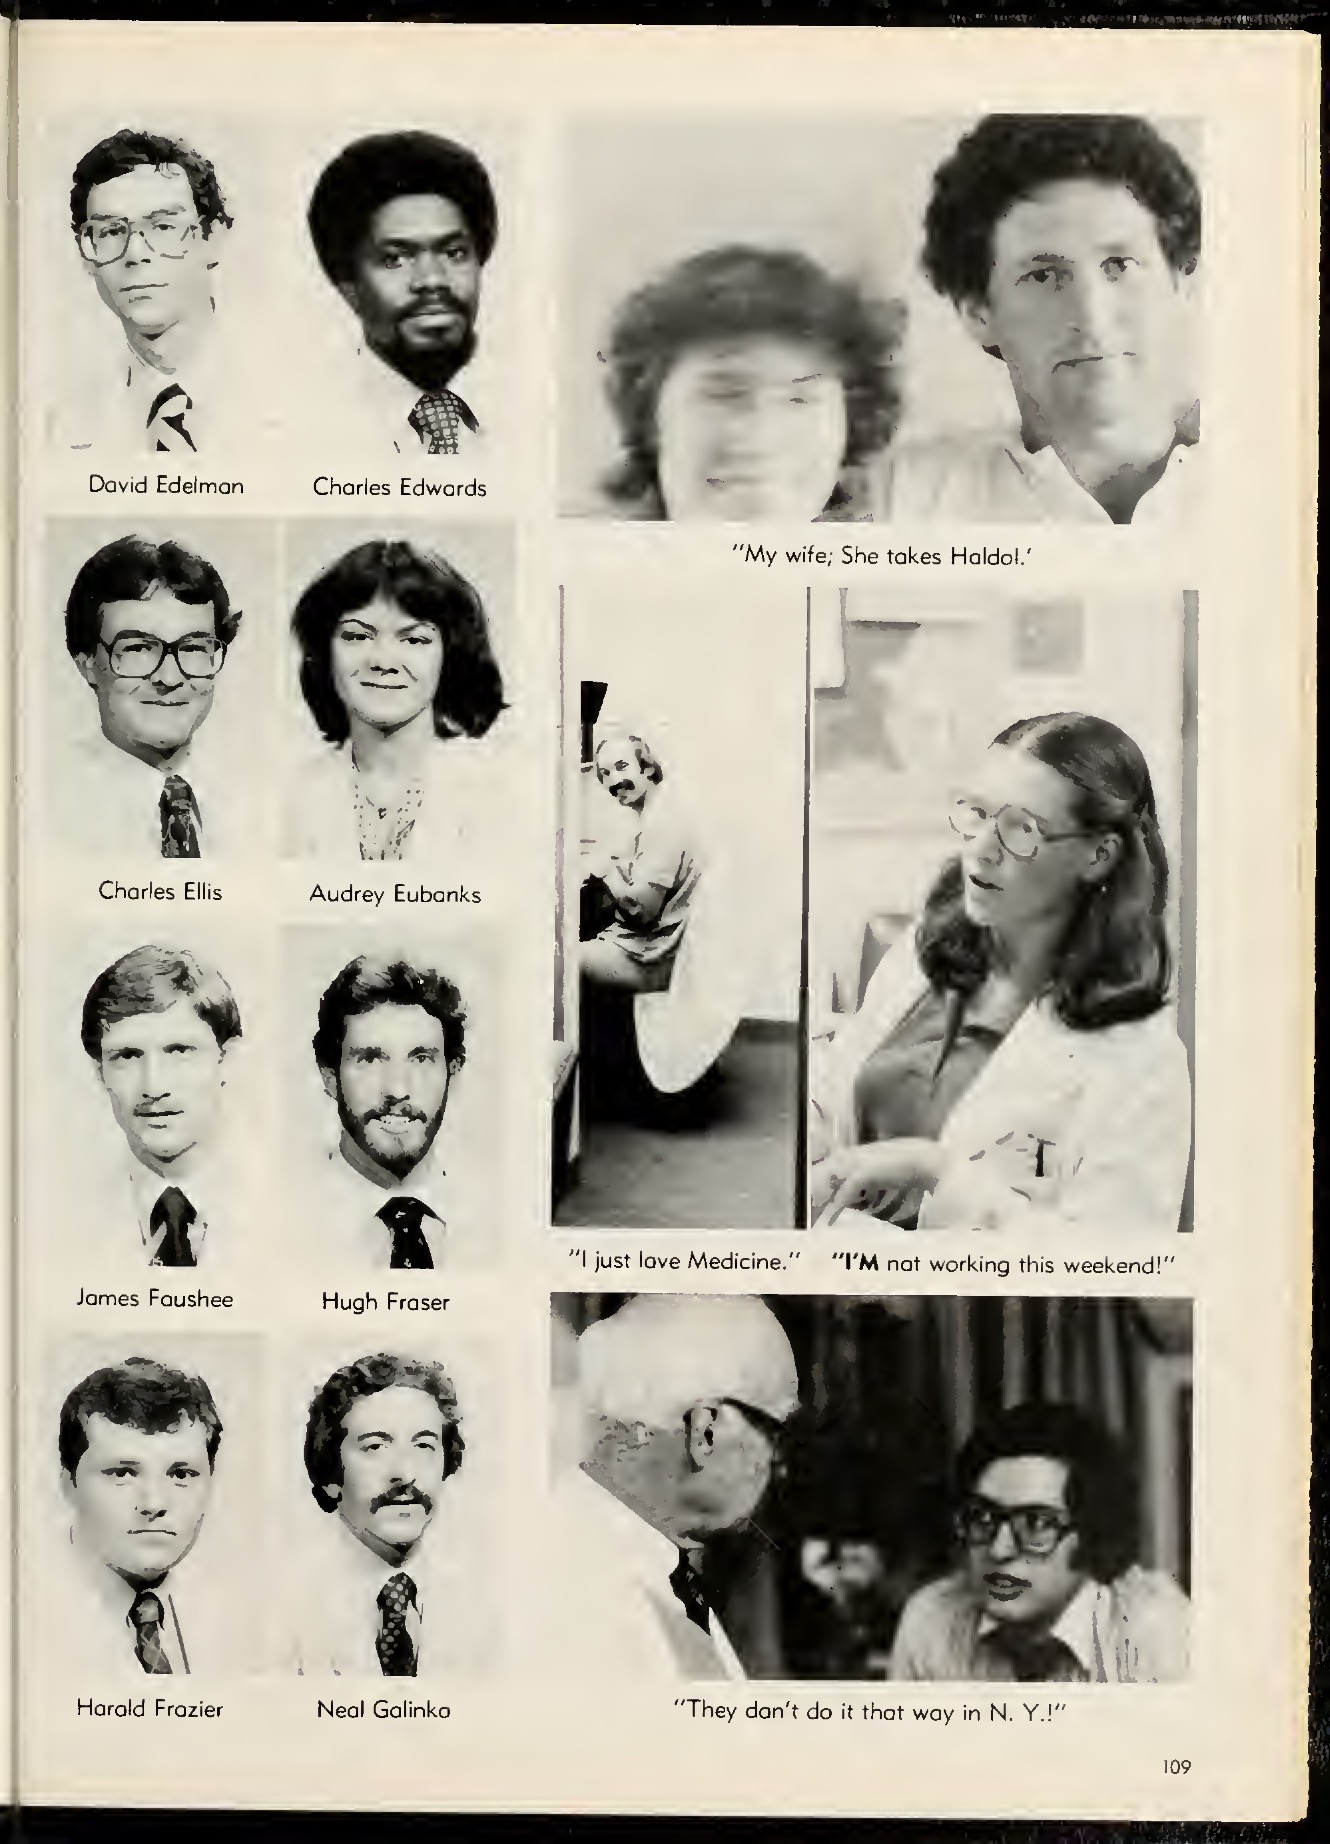 David Edelman
Charles Edwards
"My wife; She takes Haldol.'
Charles Ellis
Audrey Eubanks
"I just love Medicine."
"I'M not working this weekend!"
James Foushee
Hugh Fraser
Harold Frazier
Neal Galinko
"They don't do it that way in N. Y.!"
109